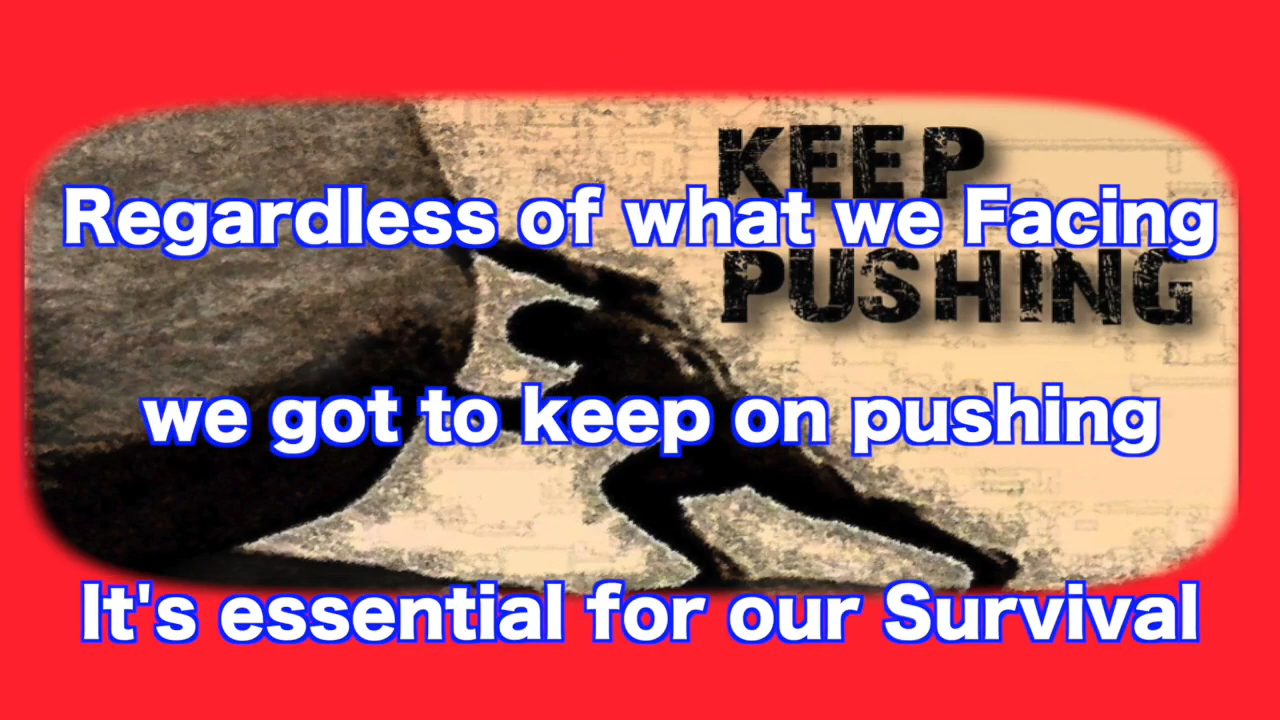 KEEP
Regardless of what we Facing
PUSHING
we got to keep on pushing
It's essential for our Survival